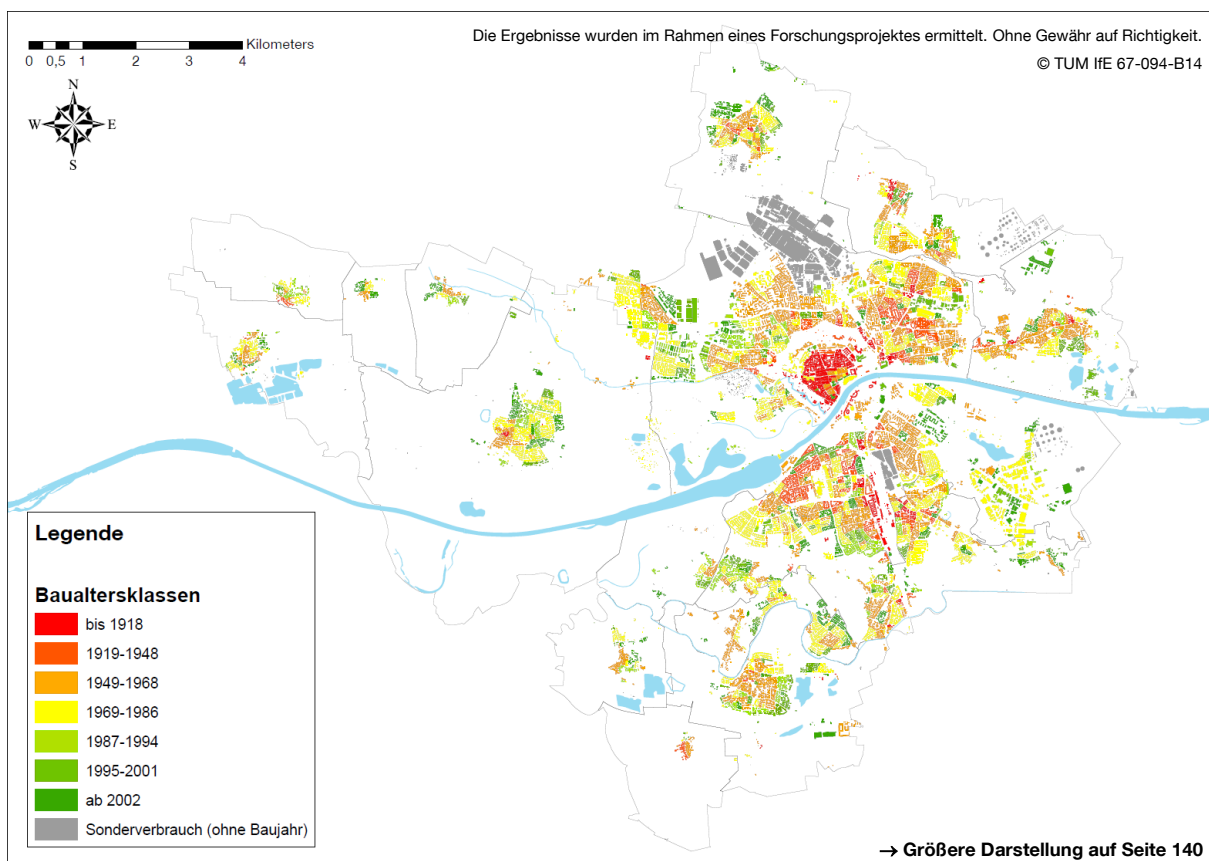 Die Ergebnisse wurden im Rahmen eines Forschungsprojektes ermittelt. Ohne Gewähr auf Richtigkeit.
© TUM IfE 67-094-B14
Kilometers
0 0,5 1 2 3 4
N
W E
S
Legende
Baualtersklassen
bis 1918
1919-1948
1949-1968
1969-1986
1987-1994
1995-2001
ab 2002
Sonderverbrauch (ohne Baujahr)
→ Größere Darstellung auf Seite 140